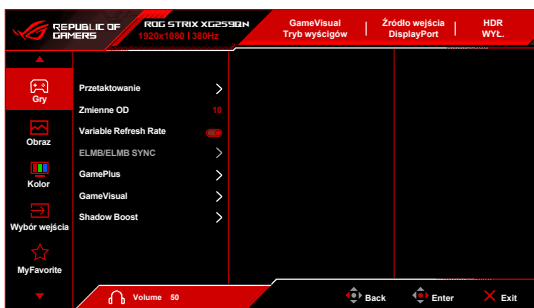 REPUBLIC OF
GAMERS
ROG STRIX XG259QN
1920x1080 | 380Hz
GameVisual
Tryb wyścigów
Źródło wejścia
DisplayPort
HDR
WYŁ.
Gry
Obraz
Kolor
Wybór wejścia
MyFavorite
Przetaktowanie
Zmienne OD 10
Variable Refresh Rate
ELMB/ELMB SYNC
GamePlus
GameVisual
Shadow Boost
Volume 50
Back
Enter
Exit